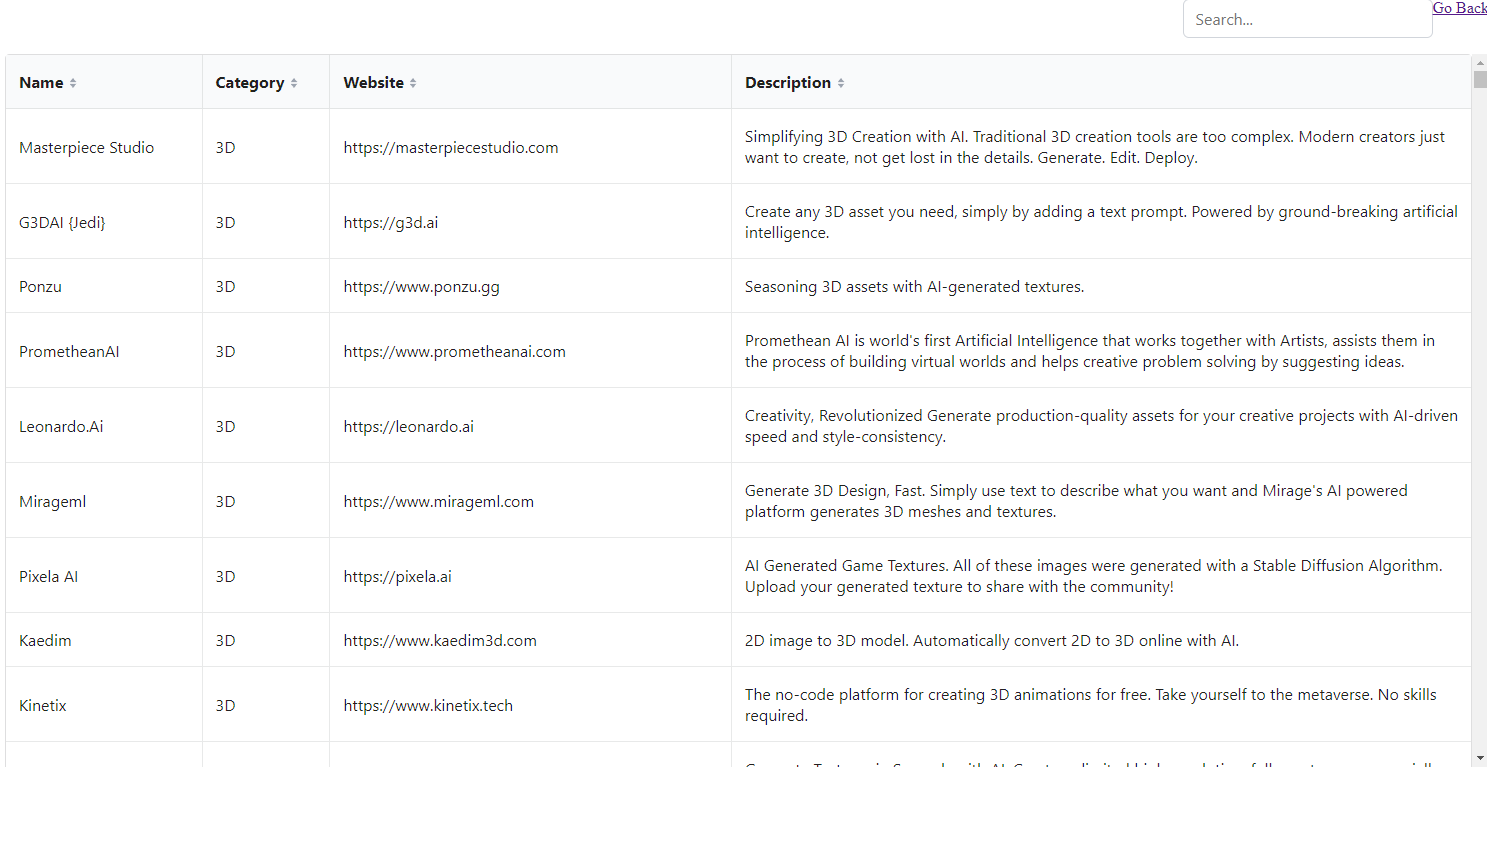 Search...
Go Back
Name Category Website Description
Masterpiece Studio 3D https://masterpiecestudio.com Simplifying 3D Creation with AI. Traditional 3D creation tools are too complex. Modern creators just
want to create, not get lost in the details. Generate. Edit. Deploy.
G3DAI {Jedi} 3D https://g3d.ai Create any 3D asset you need, simply by adding a text prompt. Powered by ground-breaking artificial
intelligence.
Ponzu 3D https://www.ponzu.gg Seasoning 3D assets with AI-generated textures.
PrometheanAI 3D https://www.prometheanai.com Promethean AI is world's first Artificial Intelligence that works together with Artists, assists them in
the process of building virtual worlds and helps creative problem solving by suggesting ideas.
Leonardo.Ai 3D https://leonardo.ai Creativity, Revolutionized Generate production-quality assets for your creative projects with AI-driven
speed and style-consistency.
Mirageml 3D https://www.mirageml.com Generate 3D Design, Fast. Simply use text to describe what you want and Mirage's AI powered
platform generates 3D meshes and textures.
Pixela AI 3D https://pixela.ai AI Generated Game Textures. All of these images were generated with a Stable Diffusion Algorithm.
Upload your generated texture to share with the community!
Kaedim 3D https://www.kaedim3d.com 2D image to 3D model. Automatically convert 2D to 3D online with AI.
Kinetix 3D https://www.kinetix.tech The no-code platform for creating 3D animations for free. Take yourself to the metaverse. No skills
required.